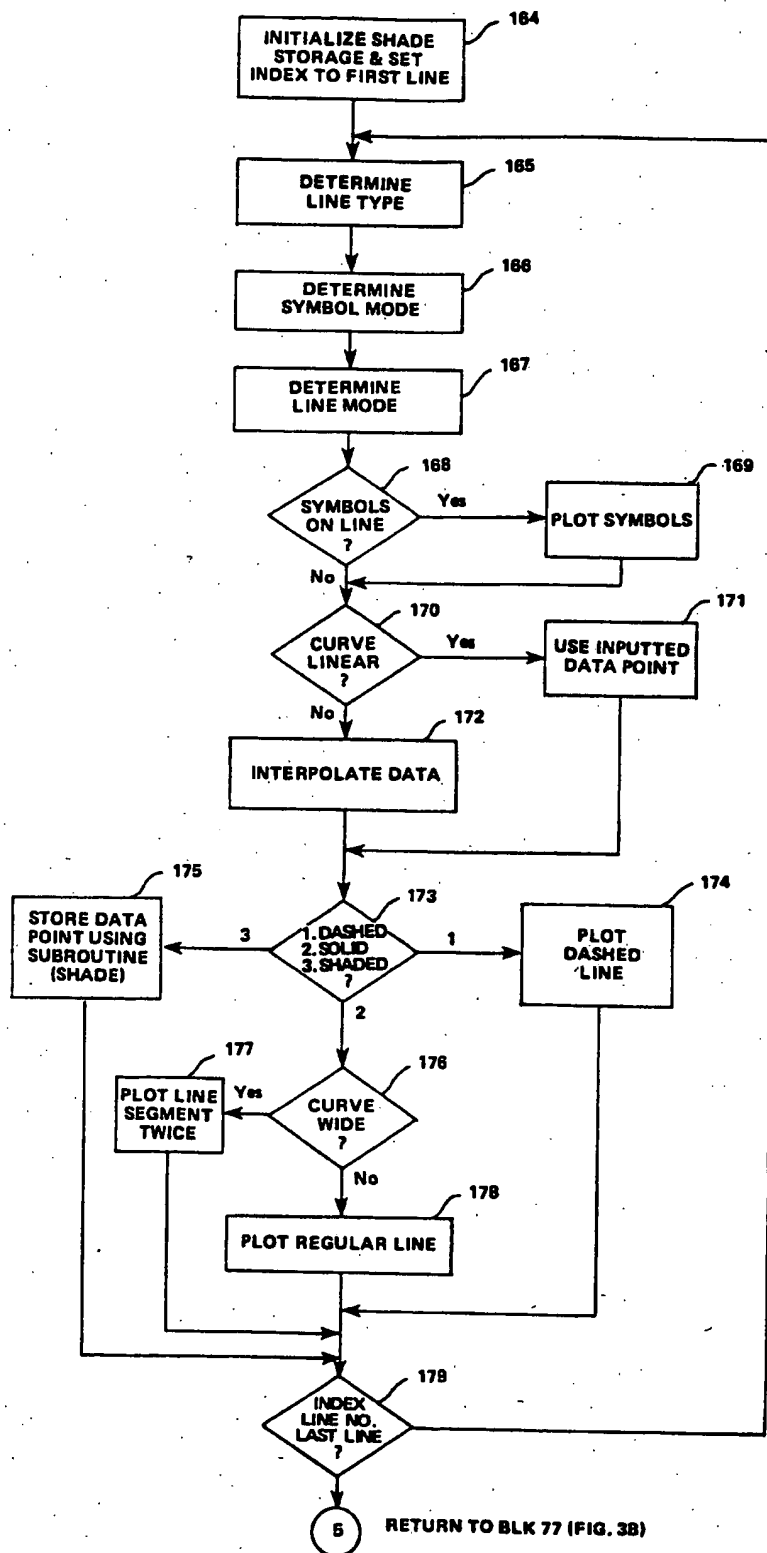 164
INITIALIZE SHADE
STORAGE & SET
INDEX TO FIRST LINE
165
DETERMINE
LINE TYPE
166
DETERMINE
SYMBOL MODE
167
DETERMINE
LINE MODE
168
SYMBOLS
ON LINE
?
Yes
169
PLOT SYMBOLS
No
170
CURVE
LINEAR
?
Yes
171
USE INPUTTED
DATA POINT
No
172
INTERPOLATE DATA
173
1. DASHED
2. SOLID
3. SHADED
?
3
175
STORE DATA
POINT USING
SUBROUTINE
(SHADE)
1
174
PLOT
DASHED
LINE
2
176
CURVE
WIDE
?
Yes
177
PLOT LINE
SEGMENT
TWICE
No
178
PLOT REGULAR LINE
179
INDEX
LINE NO.
LAST LINE
?
5
RETURN TO BLK 77 (FIG. 3B)